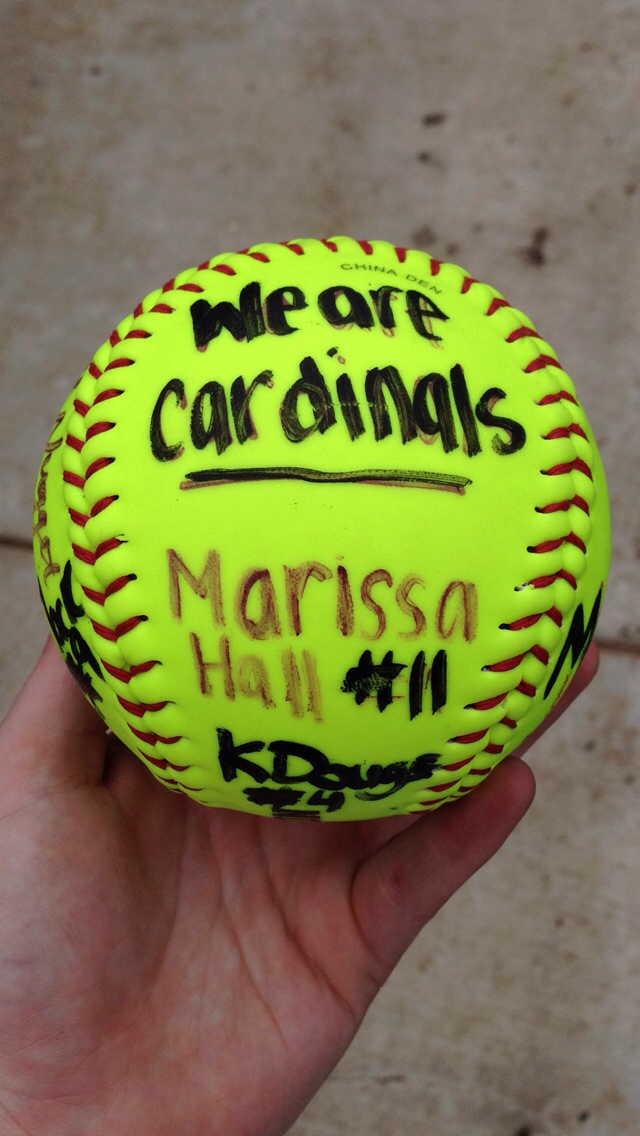 CHINA DEN
We are
cardinals
Marissa
Hall #11
KDouge
#4